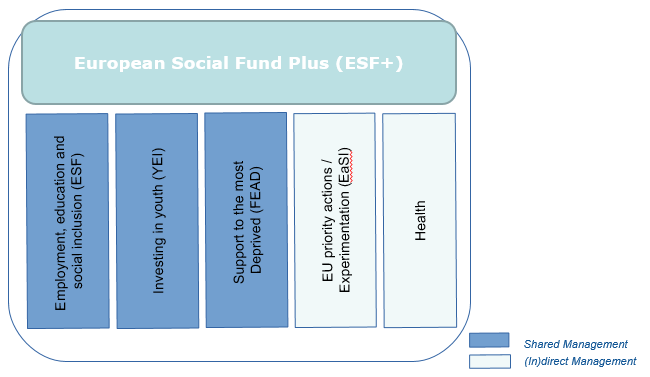 European Social Fund Plus (ESF+)
Employment, education and
social inclusion (ESF)
Investing in youth (YEI)
Support to the most
Deprived (FEAD)
EU priority actions /
Experimentation (EaSI)
Health
Shared Management
(In)direct Management